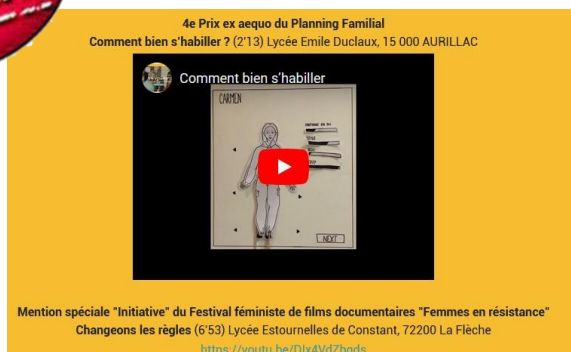 4e Prix ex aequo du Planning Familial
Comment bien s'habiller ? (2'13) Lycée Emile Duclaux, 15 000 AURILLAC
Comment bien s'habiller
CARMEN
NEXT
Mention spéciale "Initiative" du Festival féministe de films documentaires "Femmes en résistance"
Changeons les règles (6'53) Lycée Estournelles de Constant, 72200 La Flèche